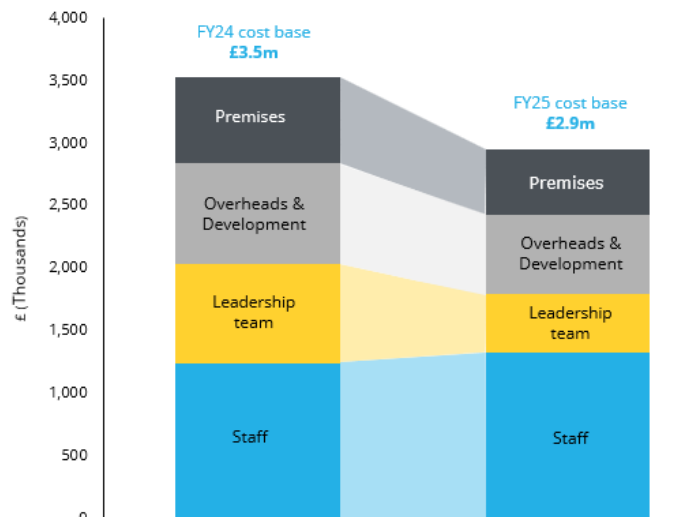 4,000
3,500
3,000
2,500
2,000
1,500
1,000
500
0
£ (Thousands)
FY24 cost base
£3.5m
Premises
Overheads &
Development
Leadership
team
Staff
FY25 cost base
£2.9m
Premises
Overheads &
Development
Leadership
team
Staff